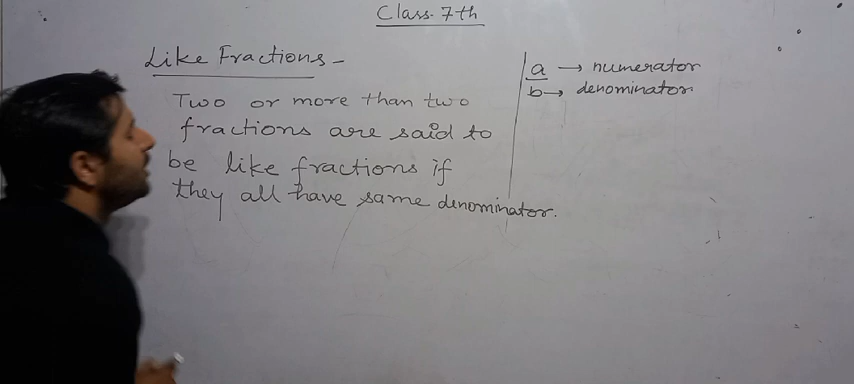 Class-7th
Like Fractions-
Two or more than two
fractions are said to
be like fractions if
they all have same denominator.
a → numerator
b → denominator